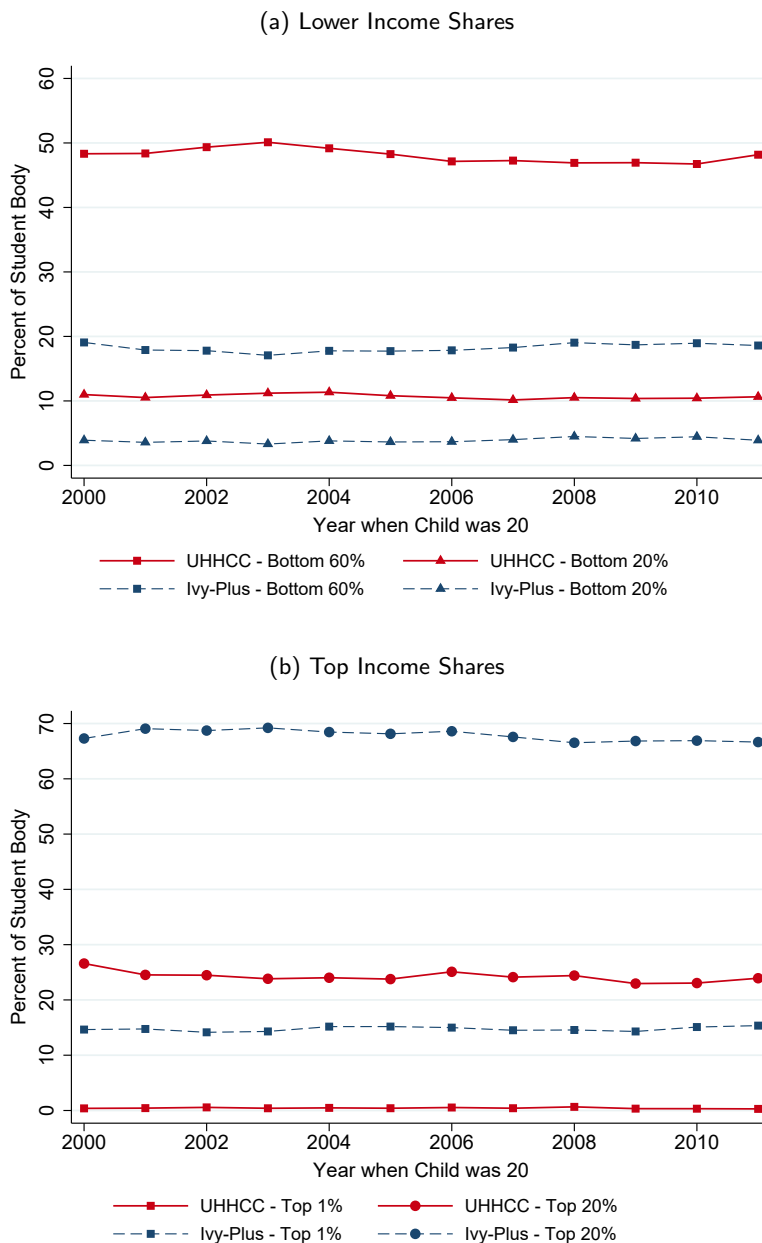 (a) Lower Income Shares
Percent of Student Body
60
50
40
30
20
10
0
2000 2002 2004 2006 2008 2010
Year when Child was 20
UHHCC - Bottom 60% UHHCC - Bottom 20%
Ivy-Plus - Bottom 60% Ivy-Plus - Bottom 20%
(b) Top Income Shares
Percent of Student Body
70
60
50
40
30
20
10
0
2000 2002 2004 2006 2008 2010
Year when Child was 20
UHHCC - Top 1% UHHCC - Top 20%
Ivy-Plus - Top 1% Ivy-Plus - Top 20%